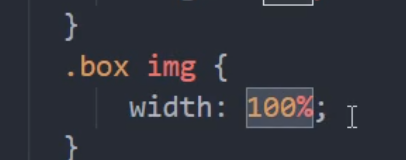 }
.box img {
width: 100%;
}